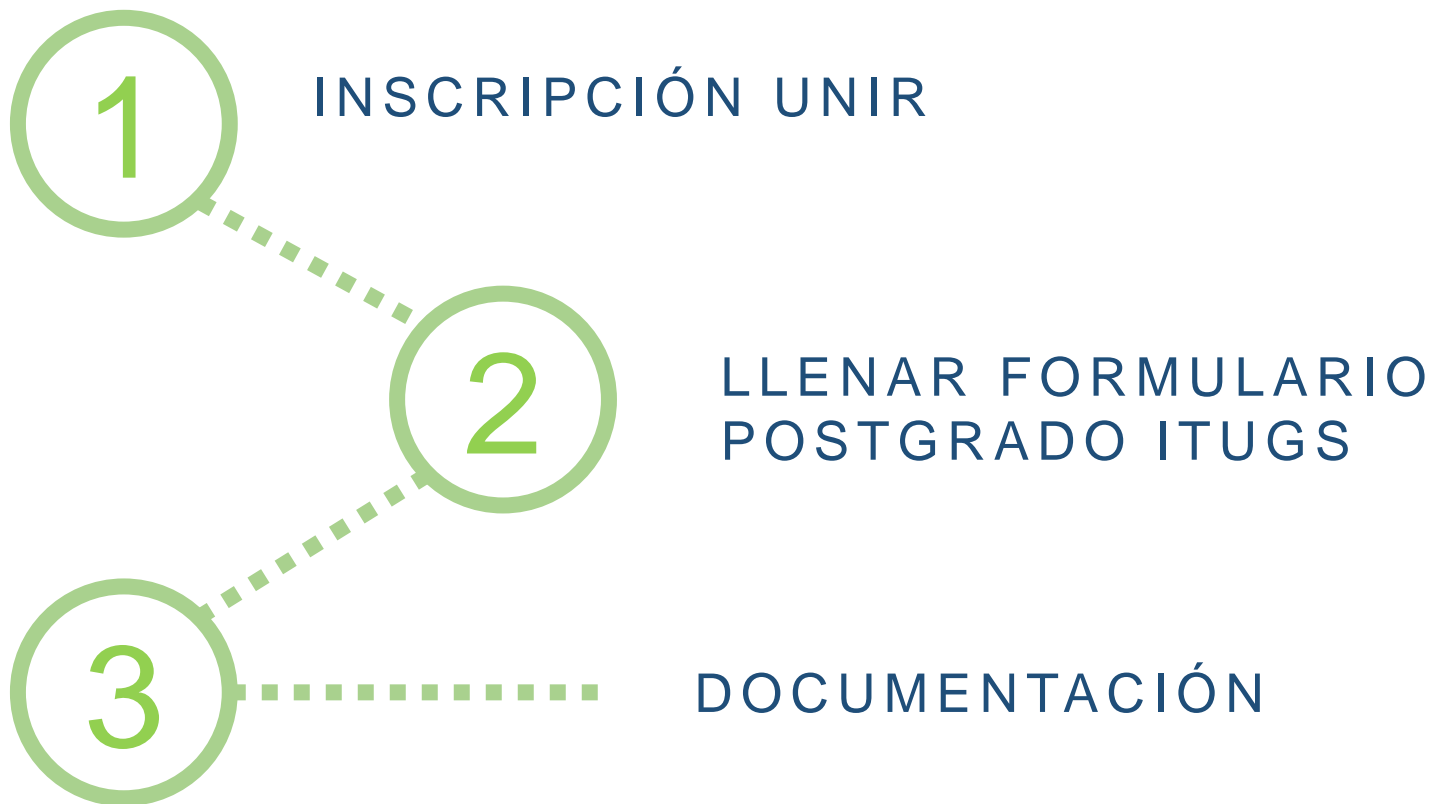 1
INSCRIPCIÓN UNIR
2
LLENAR FORMULARIO
POSTGRADO ITUGS
3
DOCUMENTACIÓN